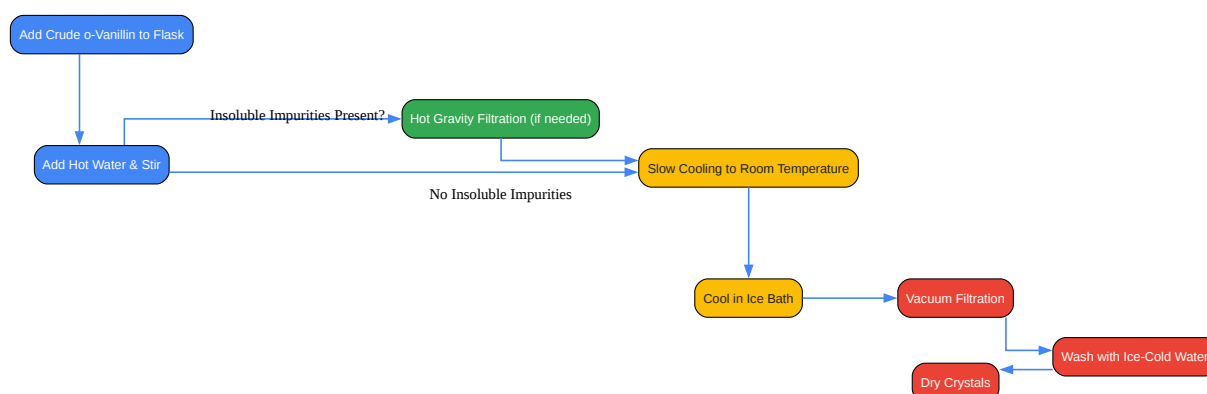 Add Crude o-Vanillin to Flask
Insoluble Impurities Present?
Hot Gravity Filtration (if needed)
Add Hot Water & Stir
Slow Cooling to Room Temperature
No Insoluble Impurities
Cool in Ice Bath
Vacuum Filtration
Wash with Ice-Cold Water
Dry Crystals